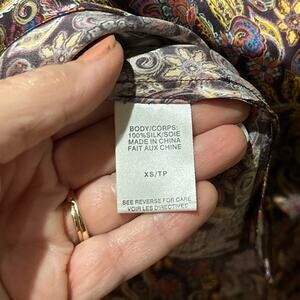 BODY/CORPS:
100%SILK/SOIE
MADE IN CHINA
FAIT AUX CHINE
XS/TP
SEE REVERSE FOR CARE
VOIR LES DIRECTIVES